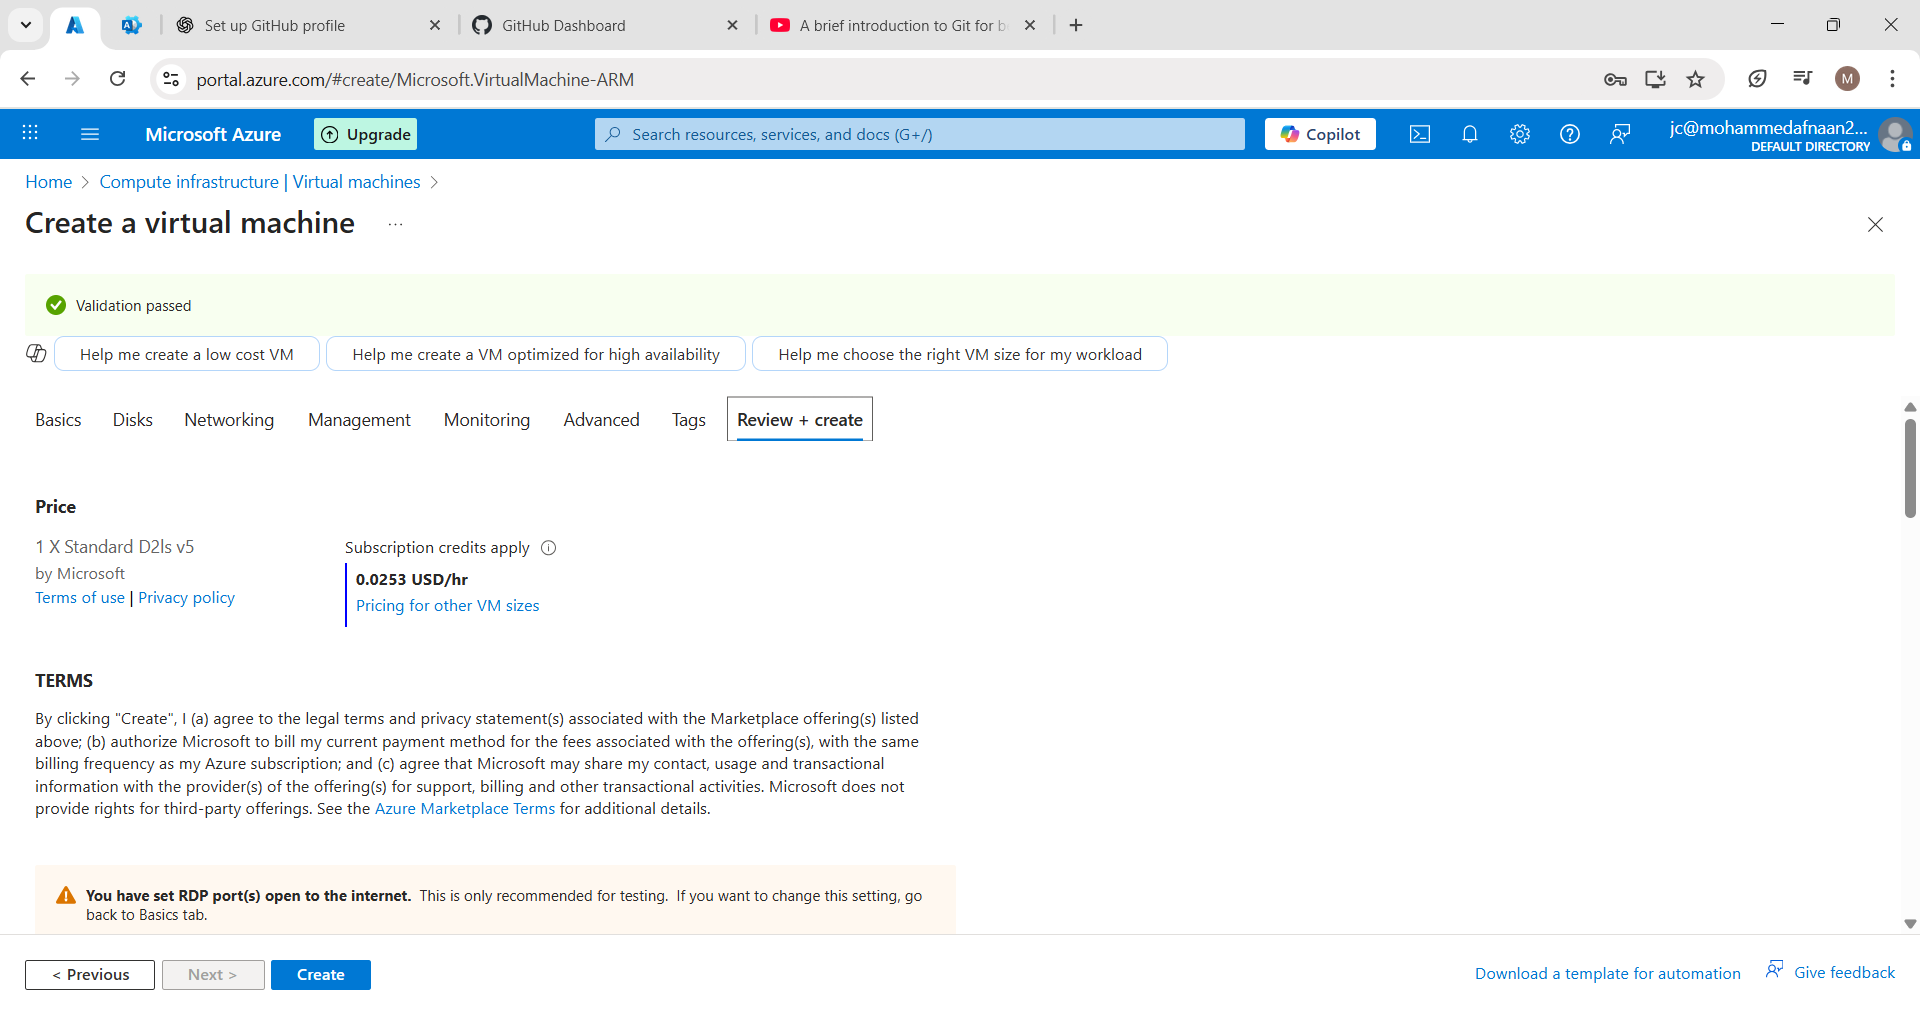 Set up GitHub profile
GitHub Dashboard
A brief introduction to Git for b
portal.azure.com/#create/Microsoft.VirtualMachine-ARM
M
Microsoft Azure
Upgrade
Search resources, services, and docs (G+/)
Copilot
jc@mohammedafnaan2...
DEFAULT DIRECTORY
Home > Compute infrastructure | Virtual machines >
Create a virtual machine ...
Validation passed
Help me create a low cost VM
Help me create a VM optimized for high availability
Help me choose the right VM size for my workload
Basics Disks Networking Management Monitoring Advanced Tags Review + create
Price
1 X Standard D2ls v5
by Microsoft
Terms of use | Privacy policy
Subscription credits apply
0.0253 USD/hr
Pricing for other VM sizes
TERMS
By clicking "Create", I (a) agree to the legal terms and privacy statement(s) associated with the Marketplace offering(s) listed
above; (b) authorize Microsoft to bill my current payment method for the fees associated with the offering(s), with the same
billing frequency as my Azure subscription; and (c) agree that Microsoft may share my contact, usage and transactional
information with the provider(s) of the offering(s) for support, billing and other transactional activities. Microsoft does not
provide rights for third-party offerings. See the Azure Marketplace Terms for additional details.
You have set RDP port(s) open to the internet. This is only recommended for testing. If you want to change this setting, go
back to Basics tab.
< Previous
Next >
Create
Download a template for automation
Give feedback